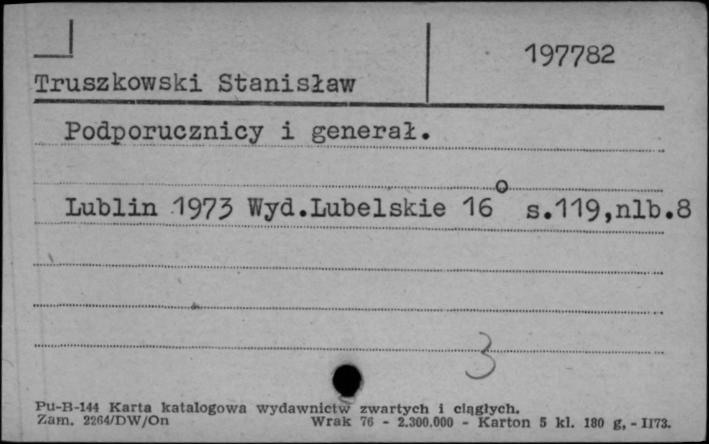 197782
Truszkowski Stanisław
Podporucznicy i generał.
Lublin 1973 Wyd.Lubelskie 16° s.119,nlb.8
3
Pu-B-144 Karta katalogowa wydawnictw zwartych i ciągłych.
Zam. 2264/DW/On Wrak 76 - 2.300.000 - Karton 5 kl. 180 g, - II73.